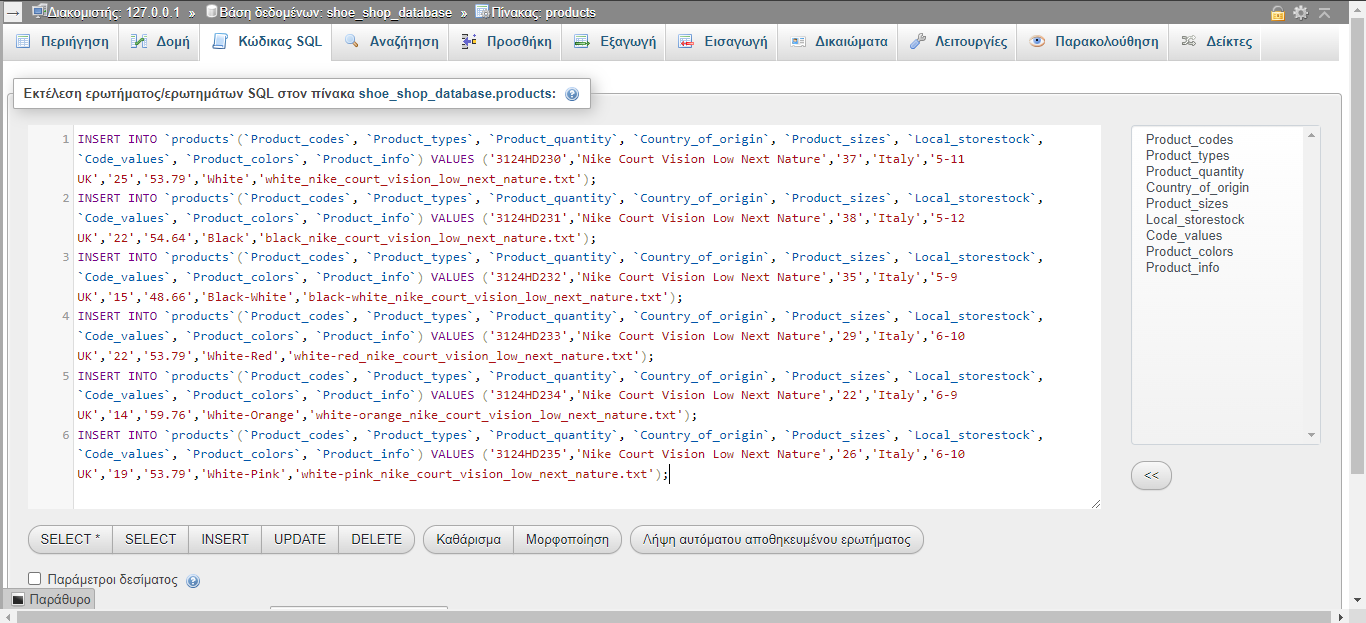 Διακομιστής: 127.0.0.1 » Βάση δεδομένων: shoe_shop_database » Πίνακας: products
Περιήγηση Δομή Κώδικας SQL Αναζήτηση Προσθήκη Εξαγωγή Εισαγωγή Δικαιώματα Λειτουργίες Παρακολούθηση Δείκτες
Εκτέλεση ερωτήματος/ερωτημάτων SQL στον πίνακα shoe_shop_database.products:
1 INSERT INTO `products`(`Product_codes`, `Product_types`, `Product_quantity`, `Country_of_origin`, `Product_sizes`, `Local_storestock`,
`Code_values`, `Product_colors`, `Product_info`) VALUES ('3124HD230','Nike Court Vision Low Next Nature','37','Italy','5-11
UK','25','53.79','White','white_nike_court_vision_low_next_nature.txt');
2 INSERT INTO `products`(`Product_codes`, `Product_types`, `Product_quantity`, `Country_of_origin`, `Product_sizes`, `Local_storestock`,
`Code_values`, `Product_colors`, `Product_info`) VALUES ('3124HD231','Nike Court Vision Low Next Nature','38','Italy','5-12
UK','22','54.64','Black','black_nike_court_vision_low_next_nature.txt');
3 INSERT INTO `products`(`Product_codes`, `Product_types`, `Product_quantity`, `Country_of_origin`, `Product_sizes`, `Local_storestock`,
`Code_values`, `Product_colors`, `Product_info`) VALUES ('3124HD232','Nike Court Vision Low Next Nature','35','Italy','5-9
UK','15','48.66','Black-White','black-white_nike_court_vision_low_next_nature.txt');
4 INSERT INTO `products`(`Product_codes`, `Product_types`, `Product_quantity`, `Country_of_origin`, `Product_sizes`, `Local_storestock`,
`Code_values`, `Product_colors`, `Product_info`) VALUES ('3124HD233','Nike Court Vision Low Next Nature','29','Italy','6-10
UK','22','53.79','White-Red','white-red_nike_court_vision_low_next_nature.txt');
5 INSERT INTO `products`(`Product_codes`, `Product_types`, `Product_quantity`, `Country_of_origin`, `Product_sizes`, `Local_storestock`,
`Code_values`, `Product_colors`, `Product_info`) VALUES ('3124HD234','Nike Court Vision Low Next Nature','22','Italy','6-9
UK','14','59.76','White-Orange','white-orange_nike_court_vision_low_next_nature.txt');
6 INSERT INTO `products`(`Product_codes`, `Product_types`, `Product_quantity`, `Country_of_origin`, `Product_sizes`, `Local_storestock`,
`Code_values`, `Product_colors`, `Product_info`) VALUES ('3124HD235','Nike Court Vision Low Next Nature','26','Italy','6-10
UK','19','53.79','White-Pink','white-pink_nike_court_vision_low_next_nature.txt');
Product_codes
Product_types
Product_quantity
Country_of_origin
Product_sizes
Local_storestock
Code_values
Product_colors
Product_info
<<
SELECT * SELECT INSERT UPDATE DELETE Καθάρισμα Μορφοποίηση Λήψη αυτόματου αποθηκευμένου ερωτήματος
Παράμετροι δεσίματος
Παράθυρο